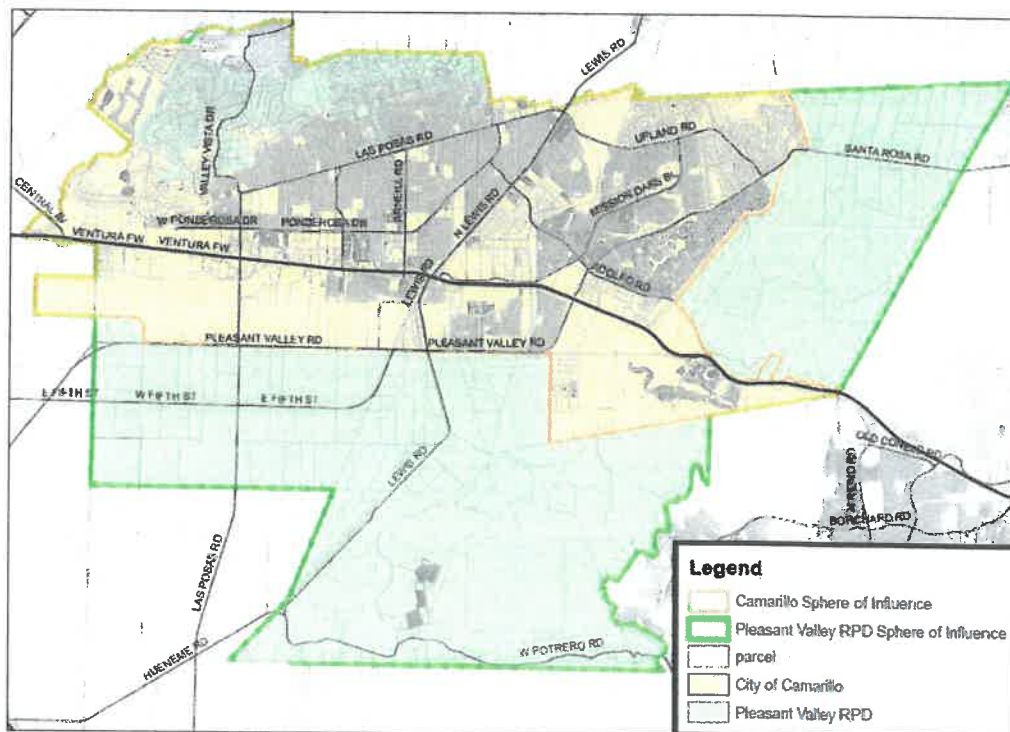 LEWIS RD
LAS POSAS RD
UPLAND RD
SANTA ROSA RD
VALLEY VISTA DR
ARNEILL RD
MISSION OAKS BL
CENTRAL AV
W PONDEROSA DR
PONDEROSA DR
N LEWIS RD
VENTURA FW
VENTURA FW
ADOLFO RD
LEWIS RD
PLEASANT VALLEY RD
PLEASANT VALLEY RD
E FIFTH ST
W FIFTH ST
E FIFTH ST
LEWIS RD
OLD CONEJO RD
BORCHARD RD
LAS POSAS RD
HUENEME RD
W POTRERO RD
Legend
Camarillo Sphere of Influence
Pleasant Valley RPD Sphere of Influence
parcel
City of Camarillo
Pleasant Valley RPD